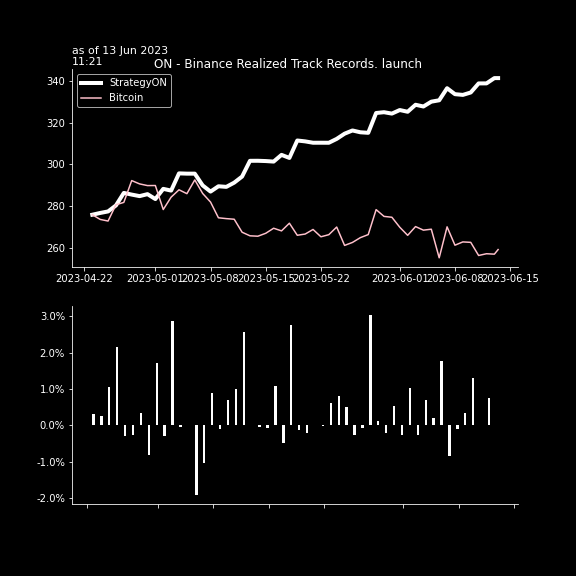 as of 13 Jun 2023
11:21
ON - Binance Realized Track Records. launch
StrategyON
Bitcoin
340
320
300
280
260
2023-04-22 2023-05-01 2023-05-08 2023-05-15 2023-05-22 2023-06-01 2023-06-08 2023-06-15
3.0%
2.0%
1.0%
0.0%
-1.0%
-2.0%